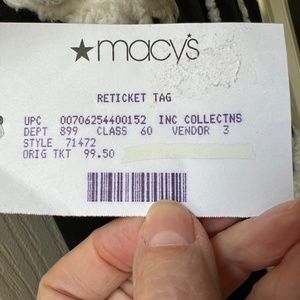 ★macy's
RETICKET TAG
UPC 00706254400152 INC COLLECTNS
DEPT 899 CLASS 60 VENDOR 3
STYLE 71472
ORIG TKT 99.50